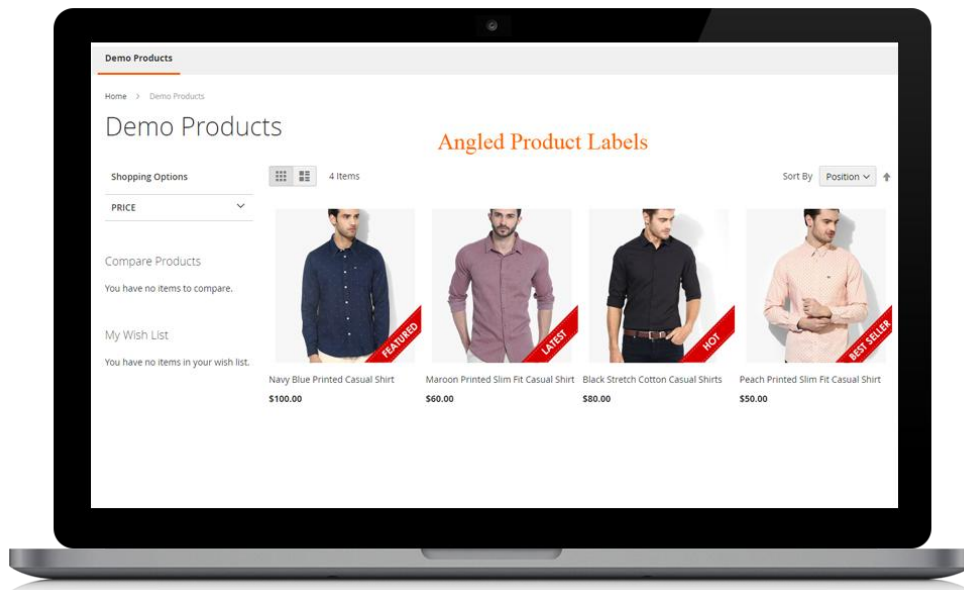 Demo Products
Home > Demo Products
Demo Products
Angled Product Labels
Shopping Options
4 Items
Sort By Position
PRICE
Compare Products
You have no items to compare.
My Wish List
You have no items in your wish list.
FEATURED
LATEST
HOT
BEST SELLER
Navy Blue Printed Casual Shirt
$100.00
Maroon Printed Slim Fit Casual Shirt
$60.00
Black Stretch Cotton Casual Shirts
$80.00
Peach Printed Slim Fit Casual Shirt
$50.00